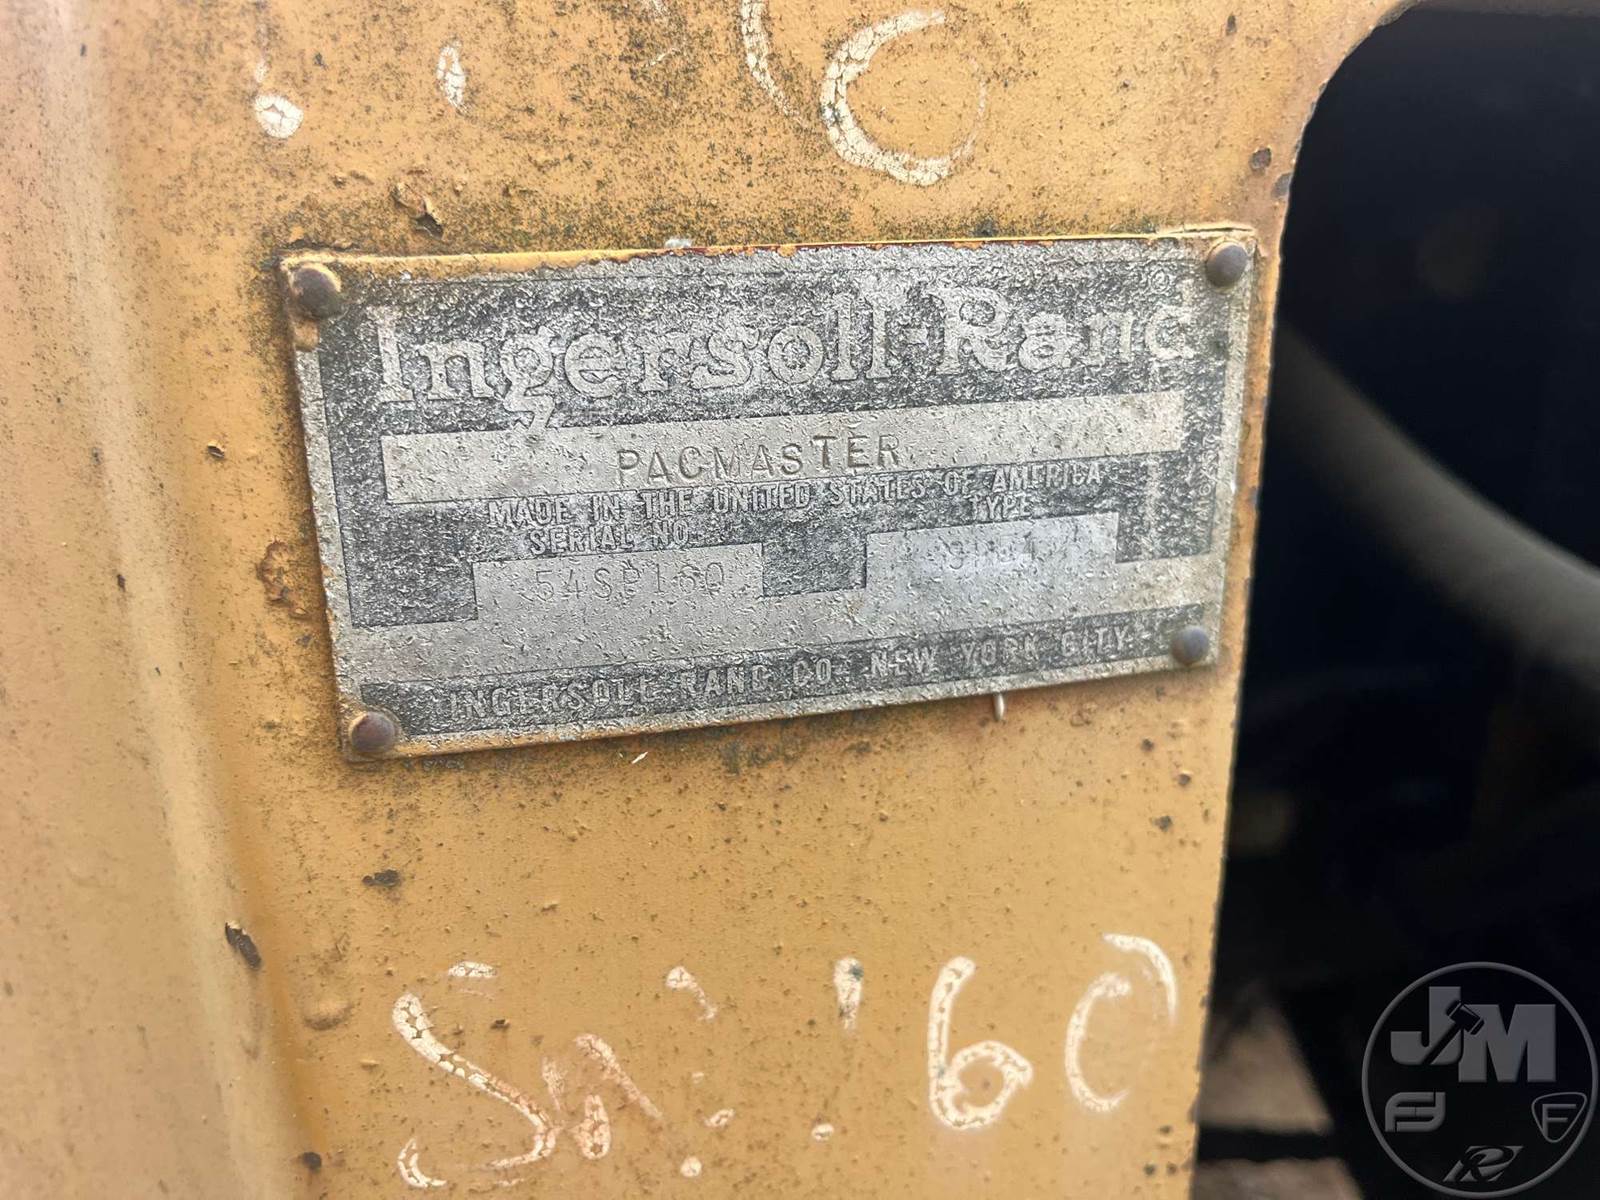 Ingersoll-Rand
PACMASTER
MADE IN THE UNITED STATES OF AMERICA
SERIAL NO. TYPE
54SP160
INGERSOLL-RAND CO. NEW YORK CITY
Sn: 160
JM